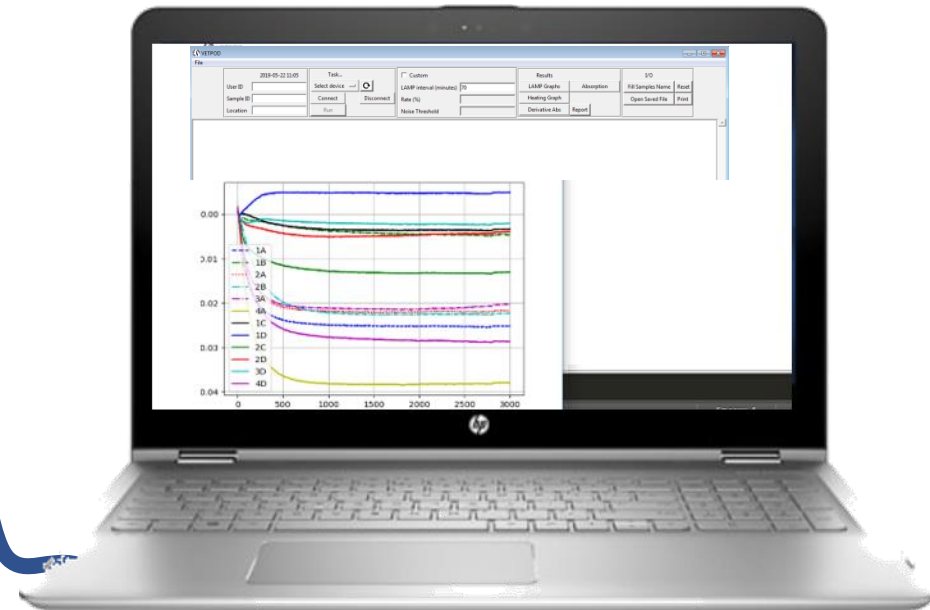 VETPOD
File
2019-05-22 11:05 Task... Custom Results I/O
User ID Select device LAMP interval (minutes) 70 LAMP Graphs Absorption Fill Samples Name Reset
Sample ID Connect Disconnect Rate (%) Heating Graph Open Saved File Print
Location Run Noise Threshold Derivative Abs Report
0.00
0.01
0.02
0.03
0.04
1A
1B
2A
2B
3A
4A
1C
1D
2C
2D
3D
4D
0 500 1000 1500 2000 2500 3000
hp